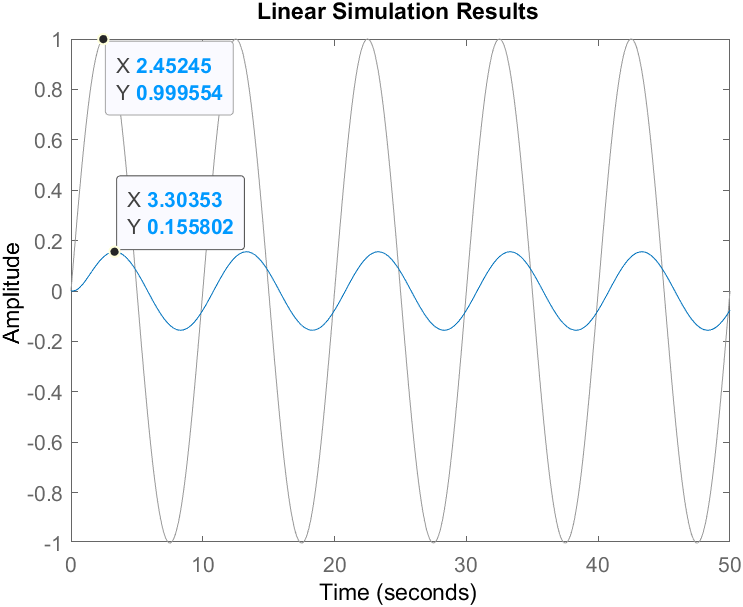 Linear Simulation Results
1
0.8
0.6
0.4
0.2
0
-0.2
-0.4
-0.6
-0.8
-1
Amplitude
X 2.45245
Y 0.999554
X 3.30353
Y 0.155802
0 10 20 30 40 50
Time (seconds)